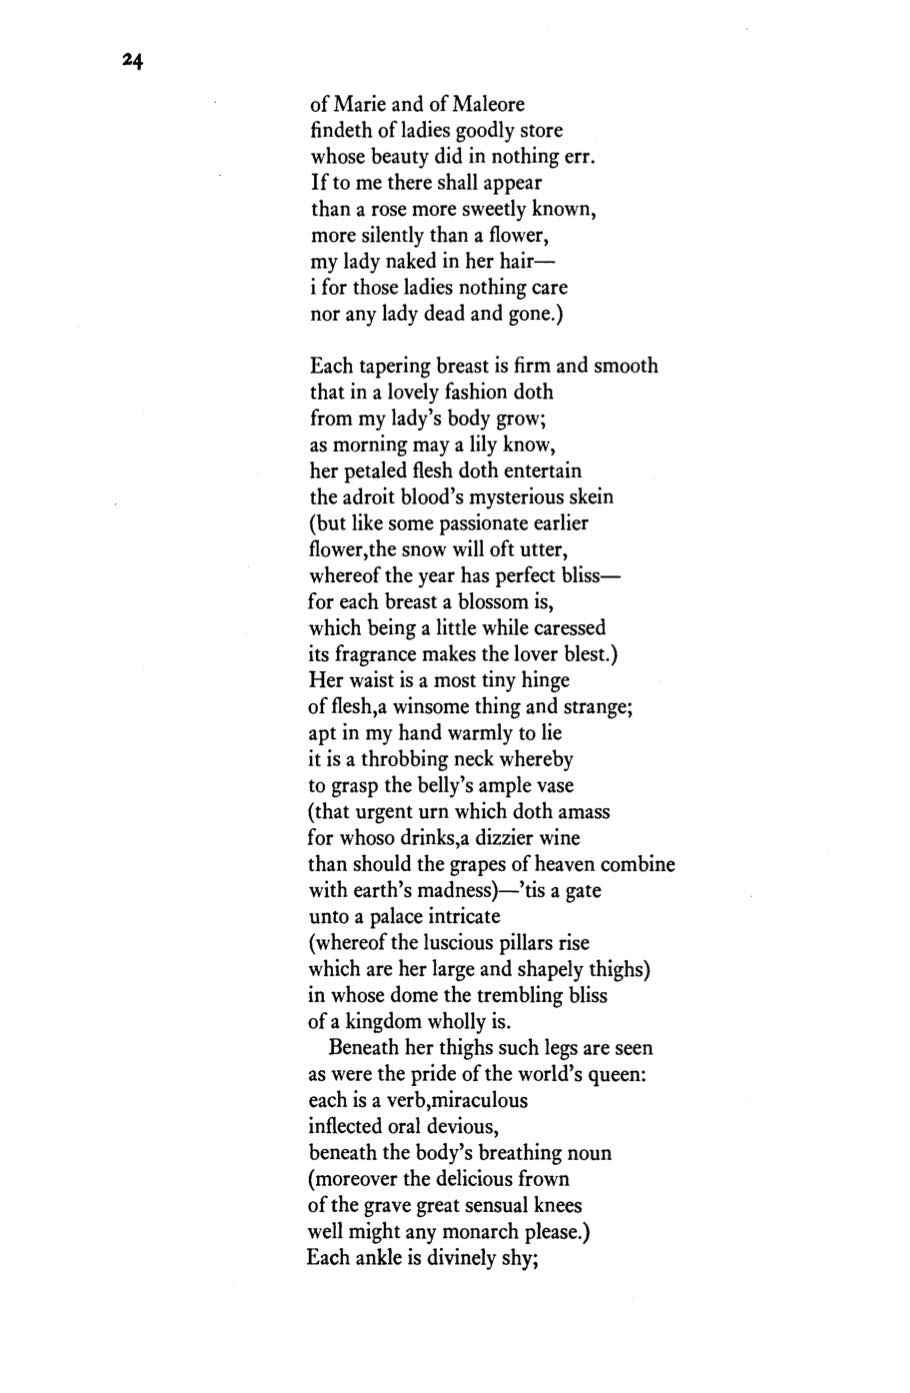 24
of Marie and of Maleore
findeth of ladies goodly store
whose beauty did in nothing err.
If to me there shall appear
than a rose more sweetly known,
more silently than a flower,
my lady naked in her hair—
i for those ladies nothing care
nor any lady dead and gone.)

Each tapering breast is firm and smooth
that in a lovely fashion doth
from my lady's body grow;
as morning may a lily know,
her petaled flesh doth entertain
the adroit blood's mysterious skein
(but like some passionate earlier
flower,the snow will oft utter,
whereof the year has perfect bliss—
for each breast a blossom is,
which being a little while caressed
its fragrance makes the lover blest.)
Her waist is a most tiny hinge
of flesh,a winsome thing and strange;
apt in my hand warmly to lie
it is a throbbing neck whereby
to grasp the belly's ample vase
(that urgent urn which doth amass
for whoso drinks,a dizzier wine
than should the grapes of heaven combine
with earth's madness)—'tis a gate
unto a palace intricate
(whereof the luscious pillars rise
which are her large and shapely thighs)
in whose dome the trembling bliss
of a kingdom wholly is.
Beneath her thighs such legs are seen
as were the pride of the world's queen:
each is a verb,miraculous
inflected oral devious,
beneath the body's breathing noun
(moreover the delicious frown
of the grave great sensual knees
well might any monarch please.)
Each ankle is divinely shy;